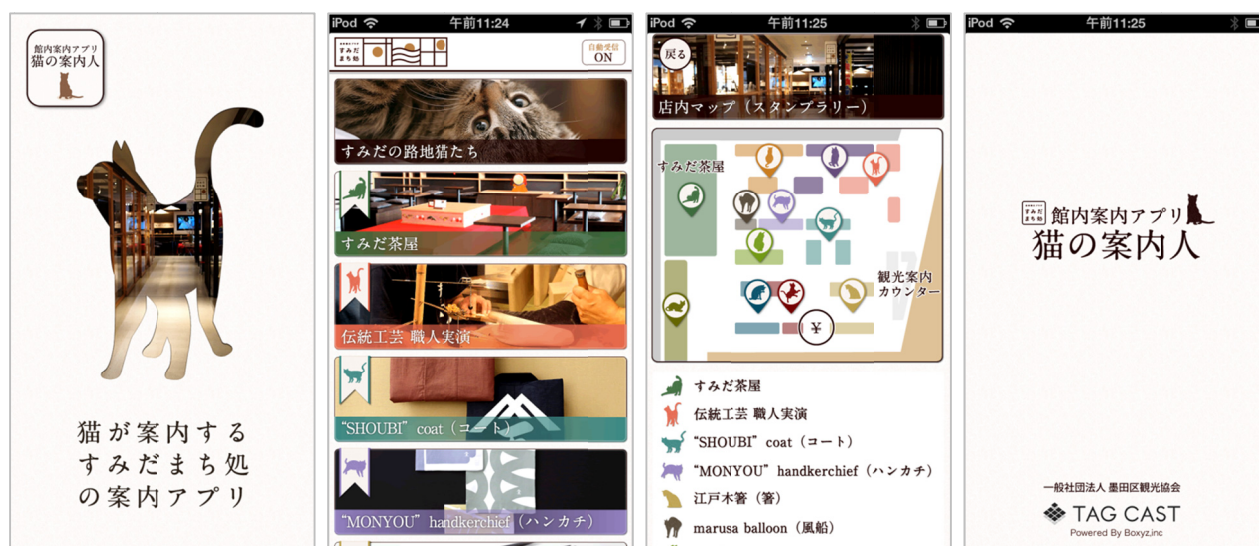 館内案内アプリ
猫の案内人
猫が案内する
すみだまち処
の案内アプリ
iPod 午前11:24
すみだ
まち処
自動受信
ON
すみだの路地猫たち
すみだ茶屋
伝統工芸 職人実演
“SHOUBI” coat（コート）
“MONYOU” handkerchief（ハンカチ）
iPod 午前11:25
戻る
店内マップ（スタンプラリー）
すみだ茶屋
観光案内
カウンター
¥
すみだ茶屋
伝統工芸 職人実演
“SHOUBI” coat（コート）
“MONYOU” handkerchief（ハンカチ）
江戸木箸（箸）
marusa balloon（風船）
iPod 午前11:25
すみだ
まち処
館内案内アプリ
猫の案内人
一般社団法人 墨田区観光協会
TAG CAST
Powered By Boxyz,inc